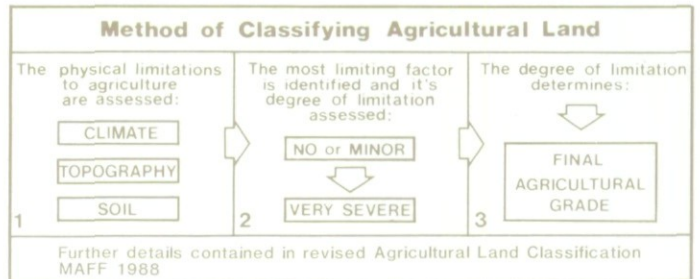 Method of Classifying Agricultural Land
The physical limitations
to agriculture
are assessed:
CLIMATE
TOPOGRAPHY
SOIL
1
The most limiting factor
is identified and it's
degree of limitation
assessed:
NO or MINOR
VERY SEVERE
2
The degree of limitation
determines:
FINAL
AGRICULTURAL
GRADE
3
Further details contained in revised Agricultural Land Classification
MAFF 1988